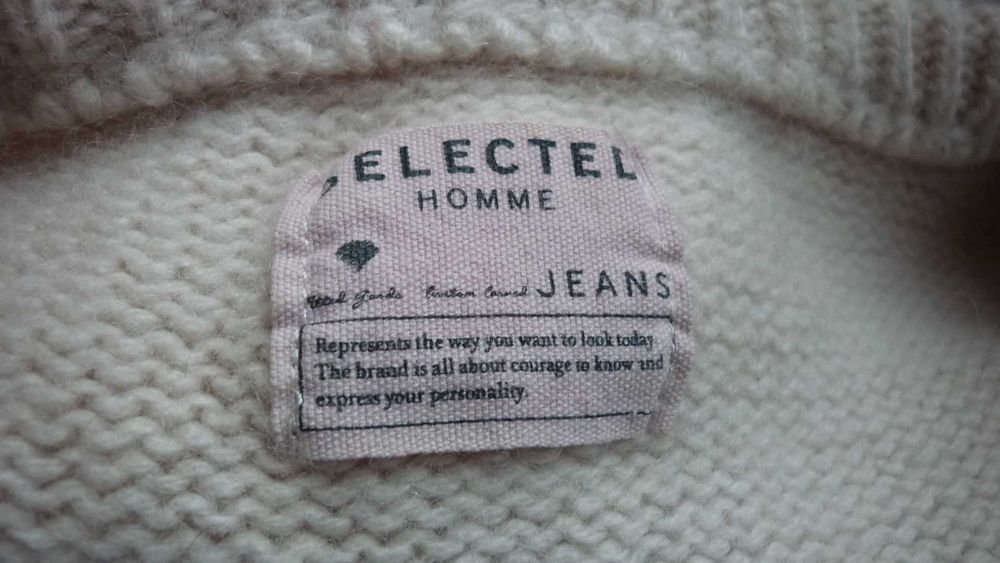 SELECTED
HOMME
JEANS
Represents the way you want to look today
The brand is all about courage to know and
express your personality.